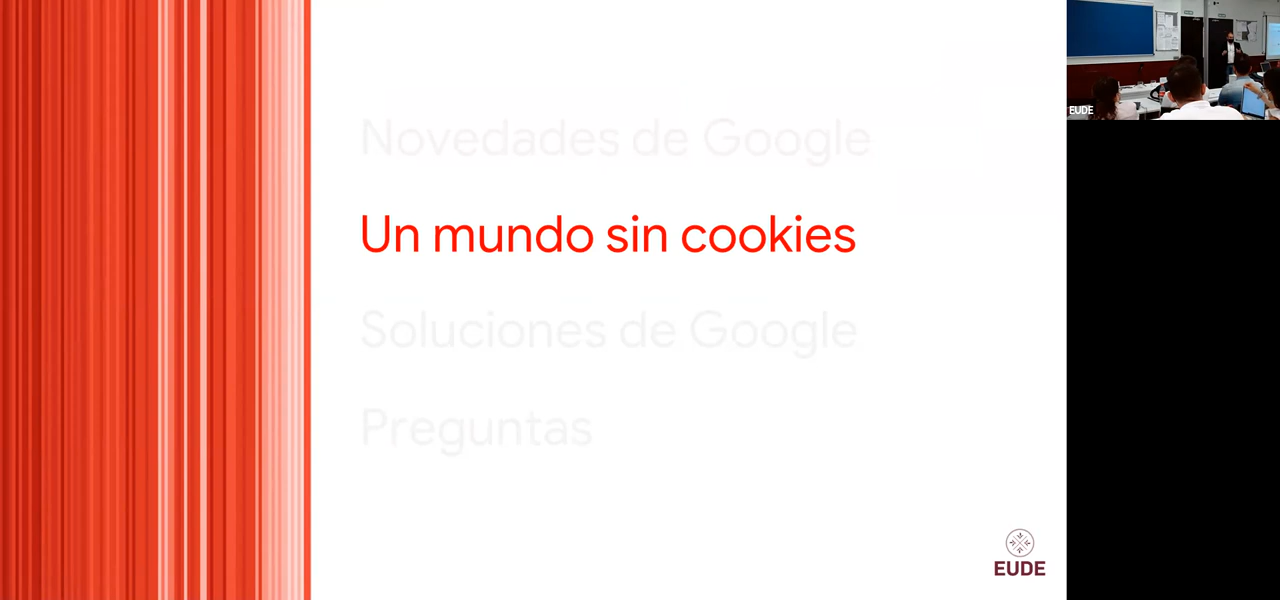 Novedades de Google
Un mundo sin cookies
Soluciones de Google
Preguntas
EUDE
EUDE